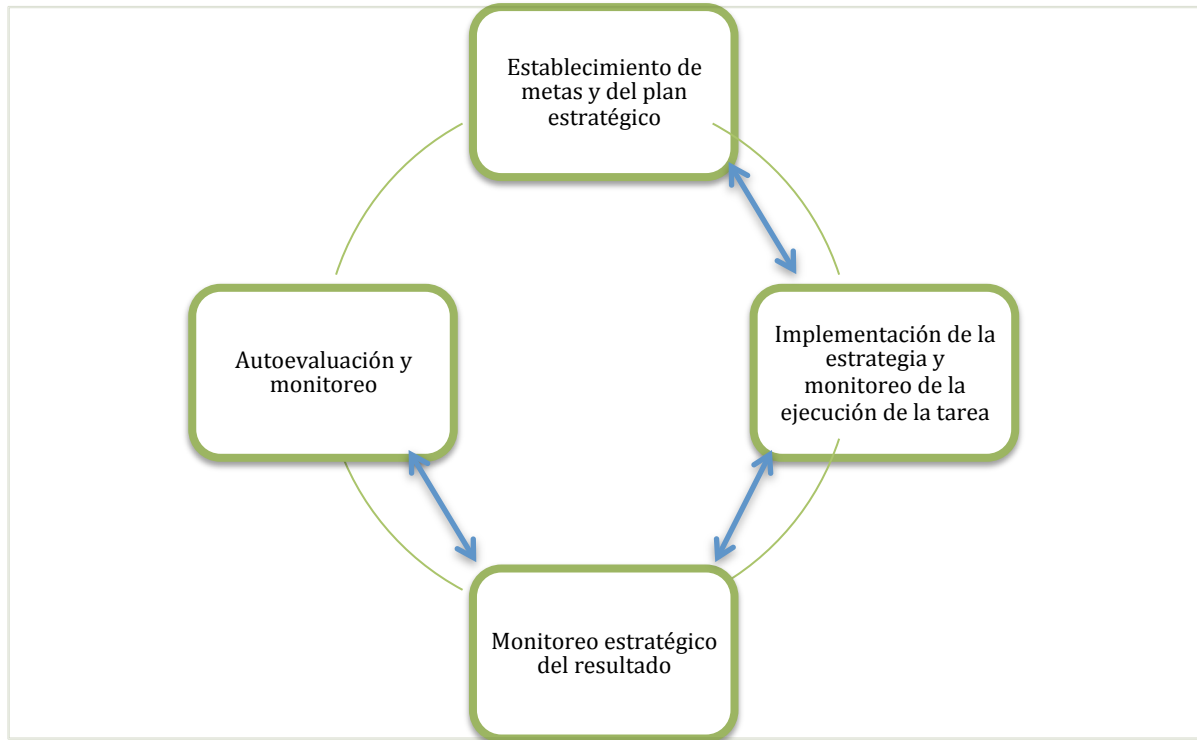 Establecimiento de
metas y del plan
estratégico
Implementación de la
estrategia y
monitoreo de la
ejecución de la tarea
Monitoreo estratégico
del resultado
Autoevaluación y
monitoreo